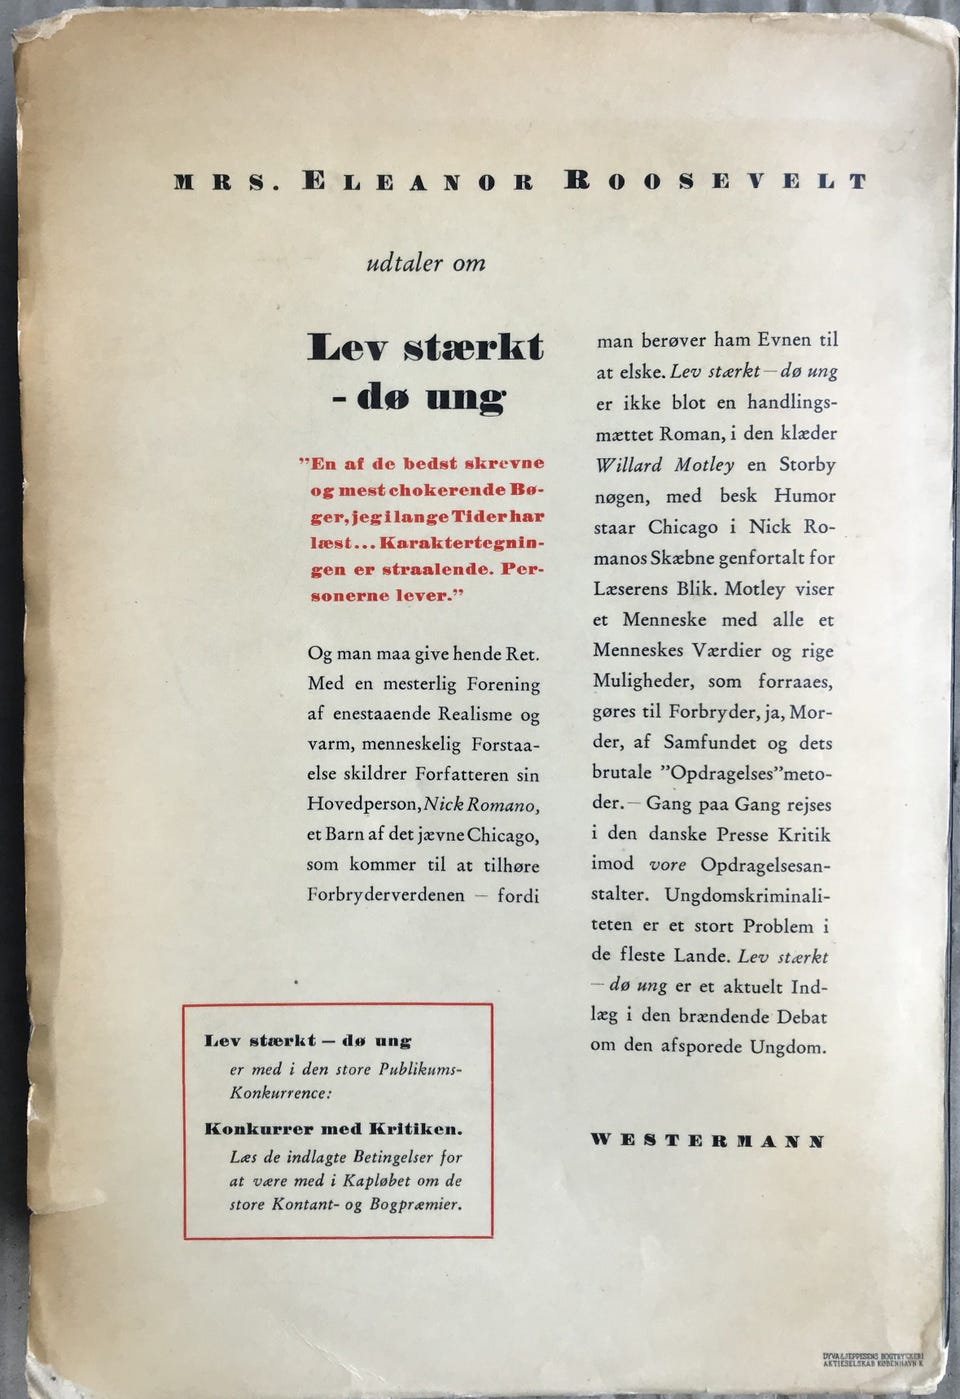 MRS. ELEANOR ROOSEVELT
udtaler om
Lev stærkt
- dø ung
”En af de bedst skrevne
og mest chokerende Bø-
ger, jeg i lange Tider har
læst... Karaktertegnin-
gen er straalende. Per-
sonerne lever.”
Og man maa give hende Ret.
Med en mesterlig Forening
af enestaaende Realisme og
varm, menneskelig Forstaa-
else skildrer Forfatteren sin
Hovedperson, Nick Romano,
et Barn af det jævne Chicago,
som kommer til at tilhøre
Forbryderverdenen — fordi
man berøver ham Evnen til
at elske. Lev stærkt — dø ung
er ikke blot en handlings-
mættet Roman, i den klæder
Willard Motley en Storby
nøgen, med besk Humor
staar Chicago i Nick Ro-
manos Skæbne genfortalt for
Læserens Blik. Motley viser
et Menneske med alle et
Menneskes Værdier og rige
Muligheder, som forraaes,
gøres til Forbryder, ja, Mor-
der, af Samfundet og dets
brutale ”Opdragelses”meto-
der. — Gang paa Gang rejses
i den danske Presse Kritik
imod vore Opdragelsesan-
stalter. Ungdomskriminali-
teten er et stort Problem i
de fleste Lande. Lev stærkt
— dø ung er et aktuelt Ind-
læg i den brændende Debat
om den afsporede Ungdom.
Lev stærkt — dø ung
er med i den store Publikums-
Konkurrence:
Konkurrer med Kritiken.
Læs de indlagte Betingelser for
at være med i Kapløbet om de
store Kontant- og Bogpræmier.
WESTERMANN
DYVA & JEPPESENS BOGTRYKKERI
AKTIESELSKAB KØBENHAVN K